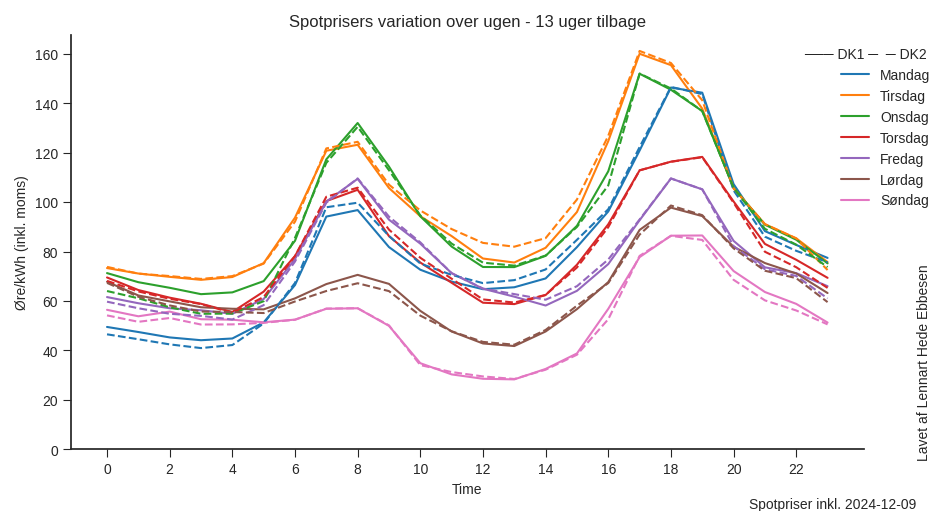 Spotprisers variation over ugen - 13 uger tilbage
DK1 DK2
Mandag
Tirsdag
Onsdag
Torsdag
Fredag
Lørdag
Søndag
Øre/kWh (inkl. moms)
160
140
120
100
80
60
40
20
0
0 2 4 6 8 10 12 14 16 18 20 22
Time
Lavet af Lennart Hede Ebbesen
Spotpriser inkl. 2024-12-09